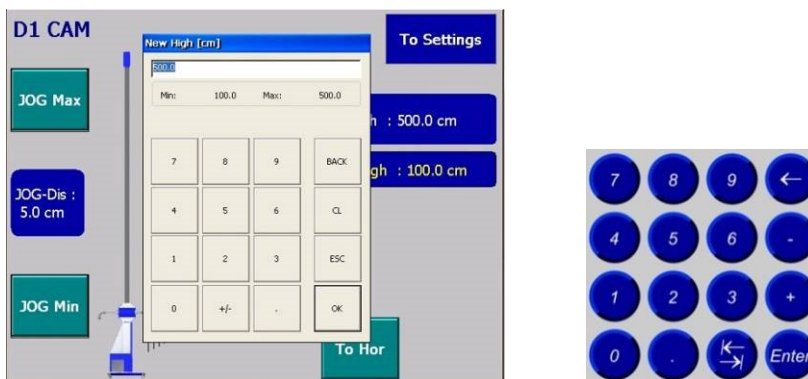 D1 CAM
To Settings
JOG Max
JOG-Dis :
5.0 cm
JOG Min
New High [cm]
500.0
Min: 100.0 Max: 500.0
7 8 9 BACK
4 5 6 CL
1 2 3 ESC
0 +/- . OK
h : 500.0 cm
gh : 100.0 cm
To Hor
7 8 9 ←
4 5 6 -
1 2 3 +
0 . Enter